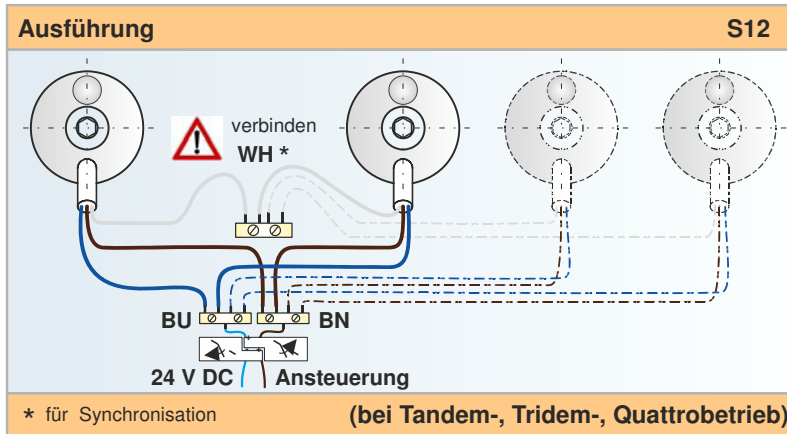 Ausführung S12
verbinden
WH *
BU BN
24 V DC Ansteuerung
* für Synchronisation (bei Tandem-, Tridem-, Quattrobetrieb)